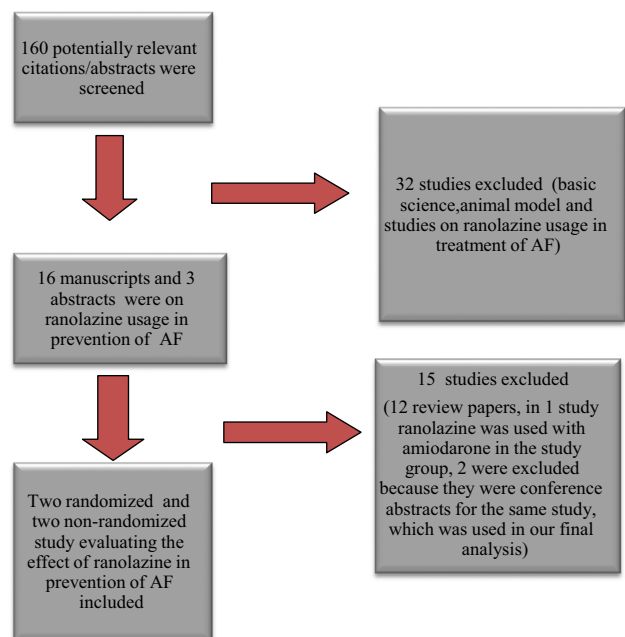 160 potentially relevant
citations/abstracts were
screened
32 studies excluded (basic
science,animal model and
studies on ranolazine usage in
treatment of AF)
16 manuscripts and 3
abstracts were on
ranolazine usage in
prevention of AF
15 studies excluded
(12 review papers, in 1 study
ranolazine was used with
amiodarone in the study
group, 2 were excluded
because they were conference
abstracts for the same study,
which was used in our final
analysis)
Two randomized and
two non-randomized
study evaluating the
effect of ranolazine in
prevention of AF
included